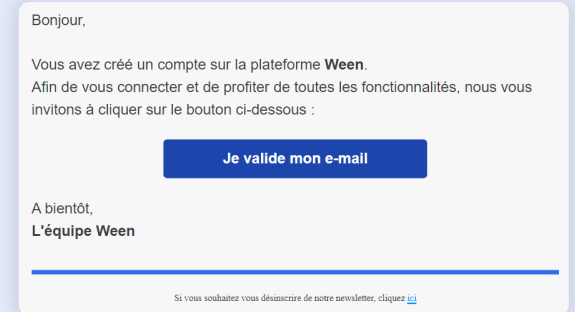 Bonjour,
Vous avez créé un compte sur la plateforme Ween.
Afin de vous connecter et de profiter de toutes les fonctionnalités, nous vous
invitons à cliquer sur le bouton ci-dessous :
Je valide mon e-mail
A bientôt,
L'équipe Ween
Si vous souhaitez vous désinscrire de notre newsletter, cliquez ici